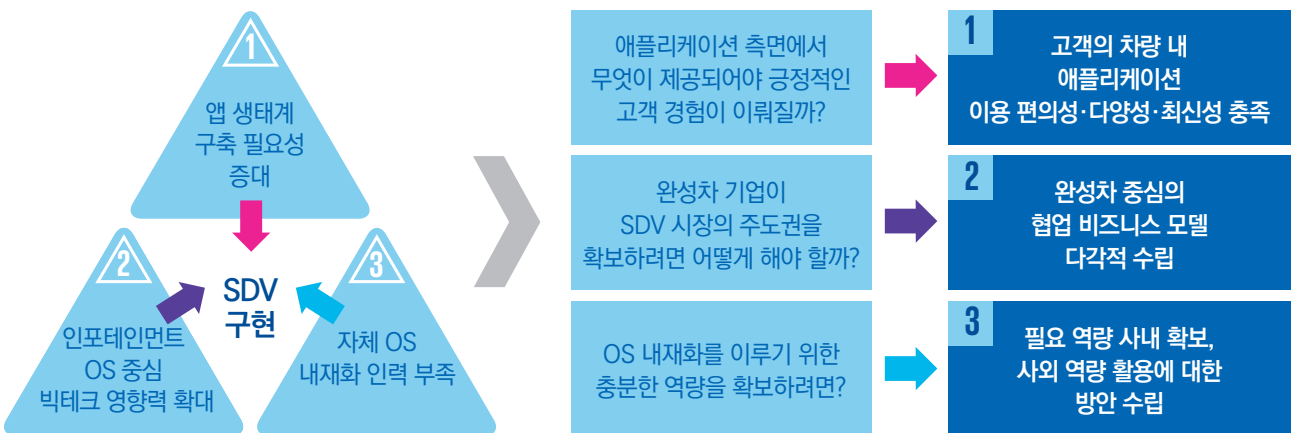 1
앱 생태계
구축 필요성
증대
2
인포테인먼트
OS 중심
빅테크 영향력 확대
SDV
구현
3
자체 OS
내재화 인력 부족
애플리케이션 측면에서
무엇이 제공되어야 긍정적인
고객 경험이 이뤄질까?
1
고객의 차량 내
애플리케이션
이용 편의성·다양성·최신성 충족
완성차 기업이
SDV 시장의 주도권을
확보하려면 어떻게 해야 할까?
2
완성차 중심의
협업 비즈니스 모델
다각적 수립
OS 내재화를 이루기 위한
충분한 역량을 확보하려면?
3
필요 역량 사내 확보,
사외 역량 활용에 대한
방안 수립